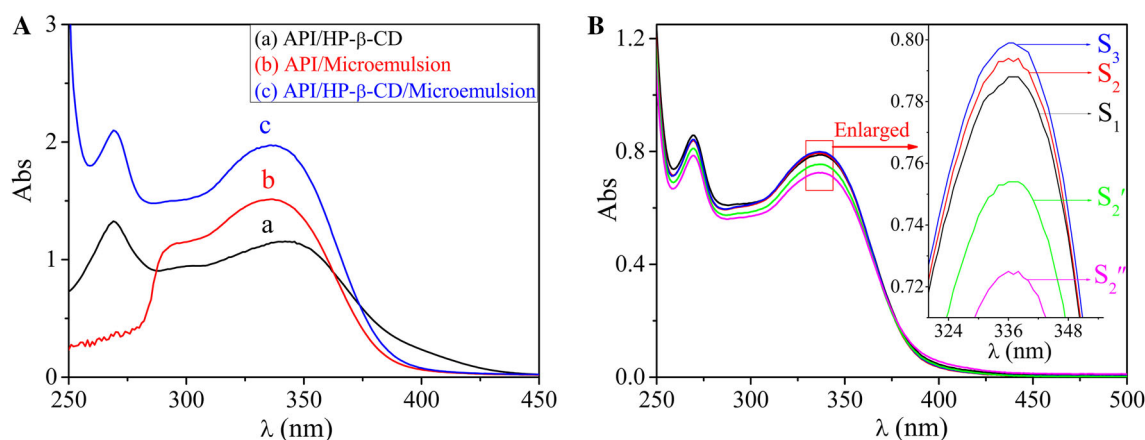 A
3
2
1
0
Abs
(a) API/HP-β-CD
(b) API/Microemulsion
(c) API/HP-β-CD/Microemulsion
c
b
a
250 300 350 400 450
λ (nm)
B
1.2
0.8
0.4
0.0
Abs
Enlarged
0.80
0.78
0.76
0.74
0.72
S₃
S₂
S₁
S₂′
S₂″
324 336 348
λ (nm)
250 300 350 400 450 500
λ (nm)